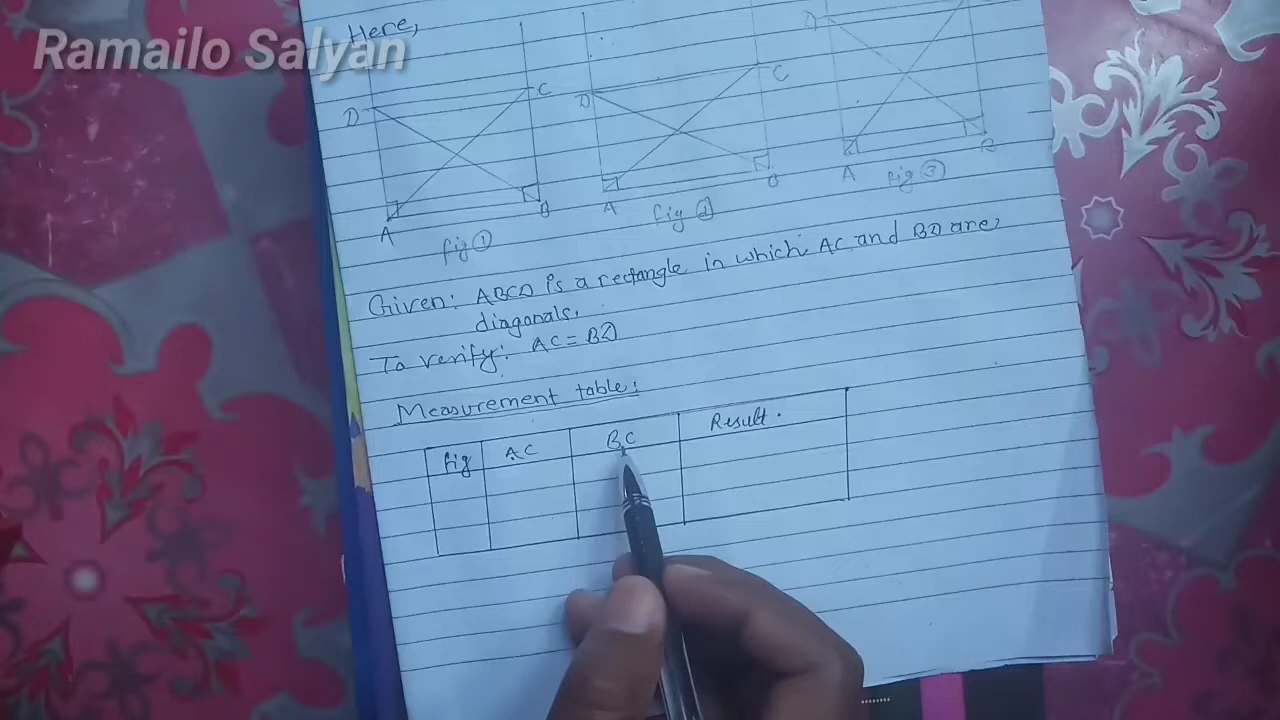 Here,
Ramailo Salyan
D
C
A
B
fig ①
D
C
A
B
fig ②
A
B
fig ③
Given: ABCD is a rectangle in which AC and BD are
diagonals.
To verify: AC = BD
Measurement table:
fig AC BC Result.